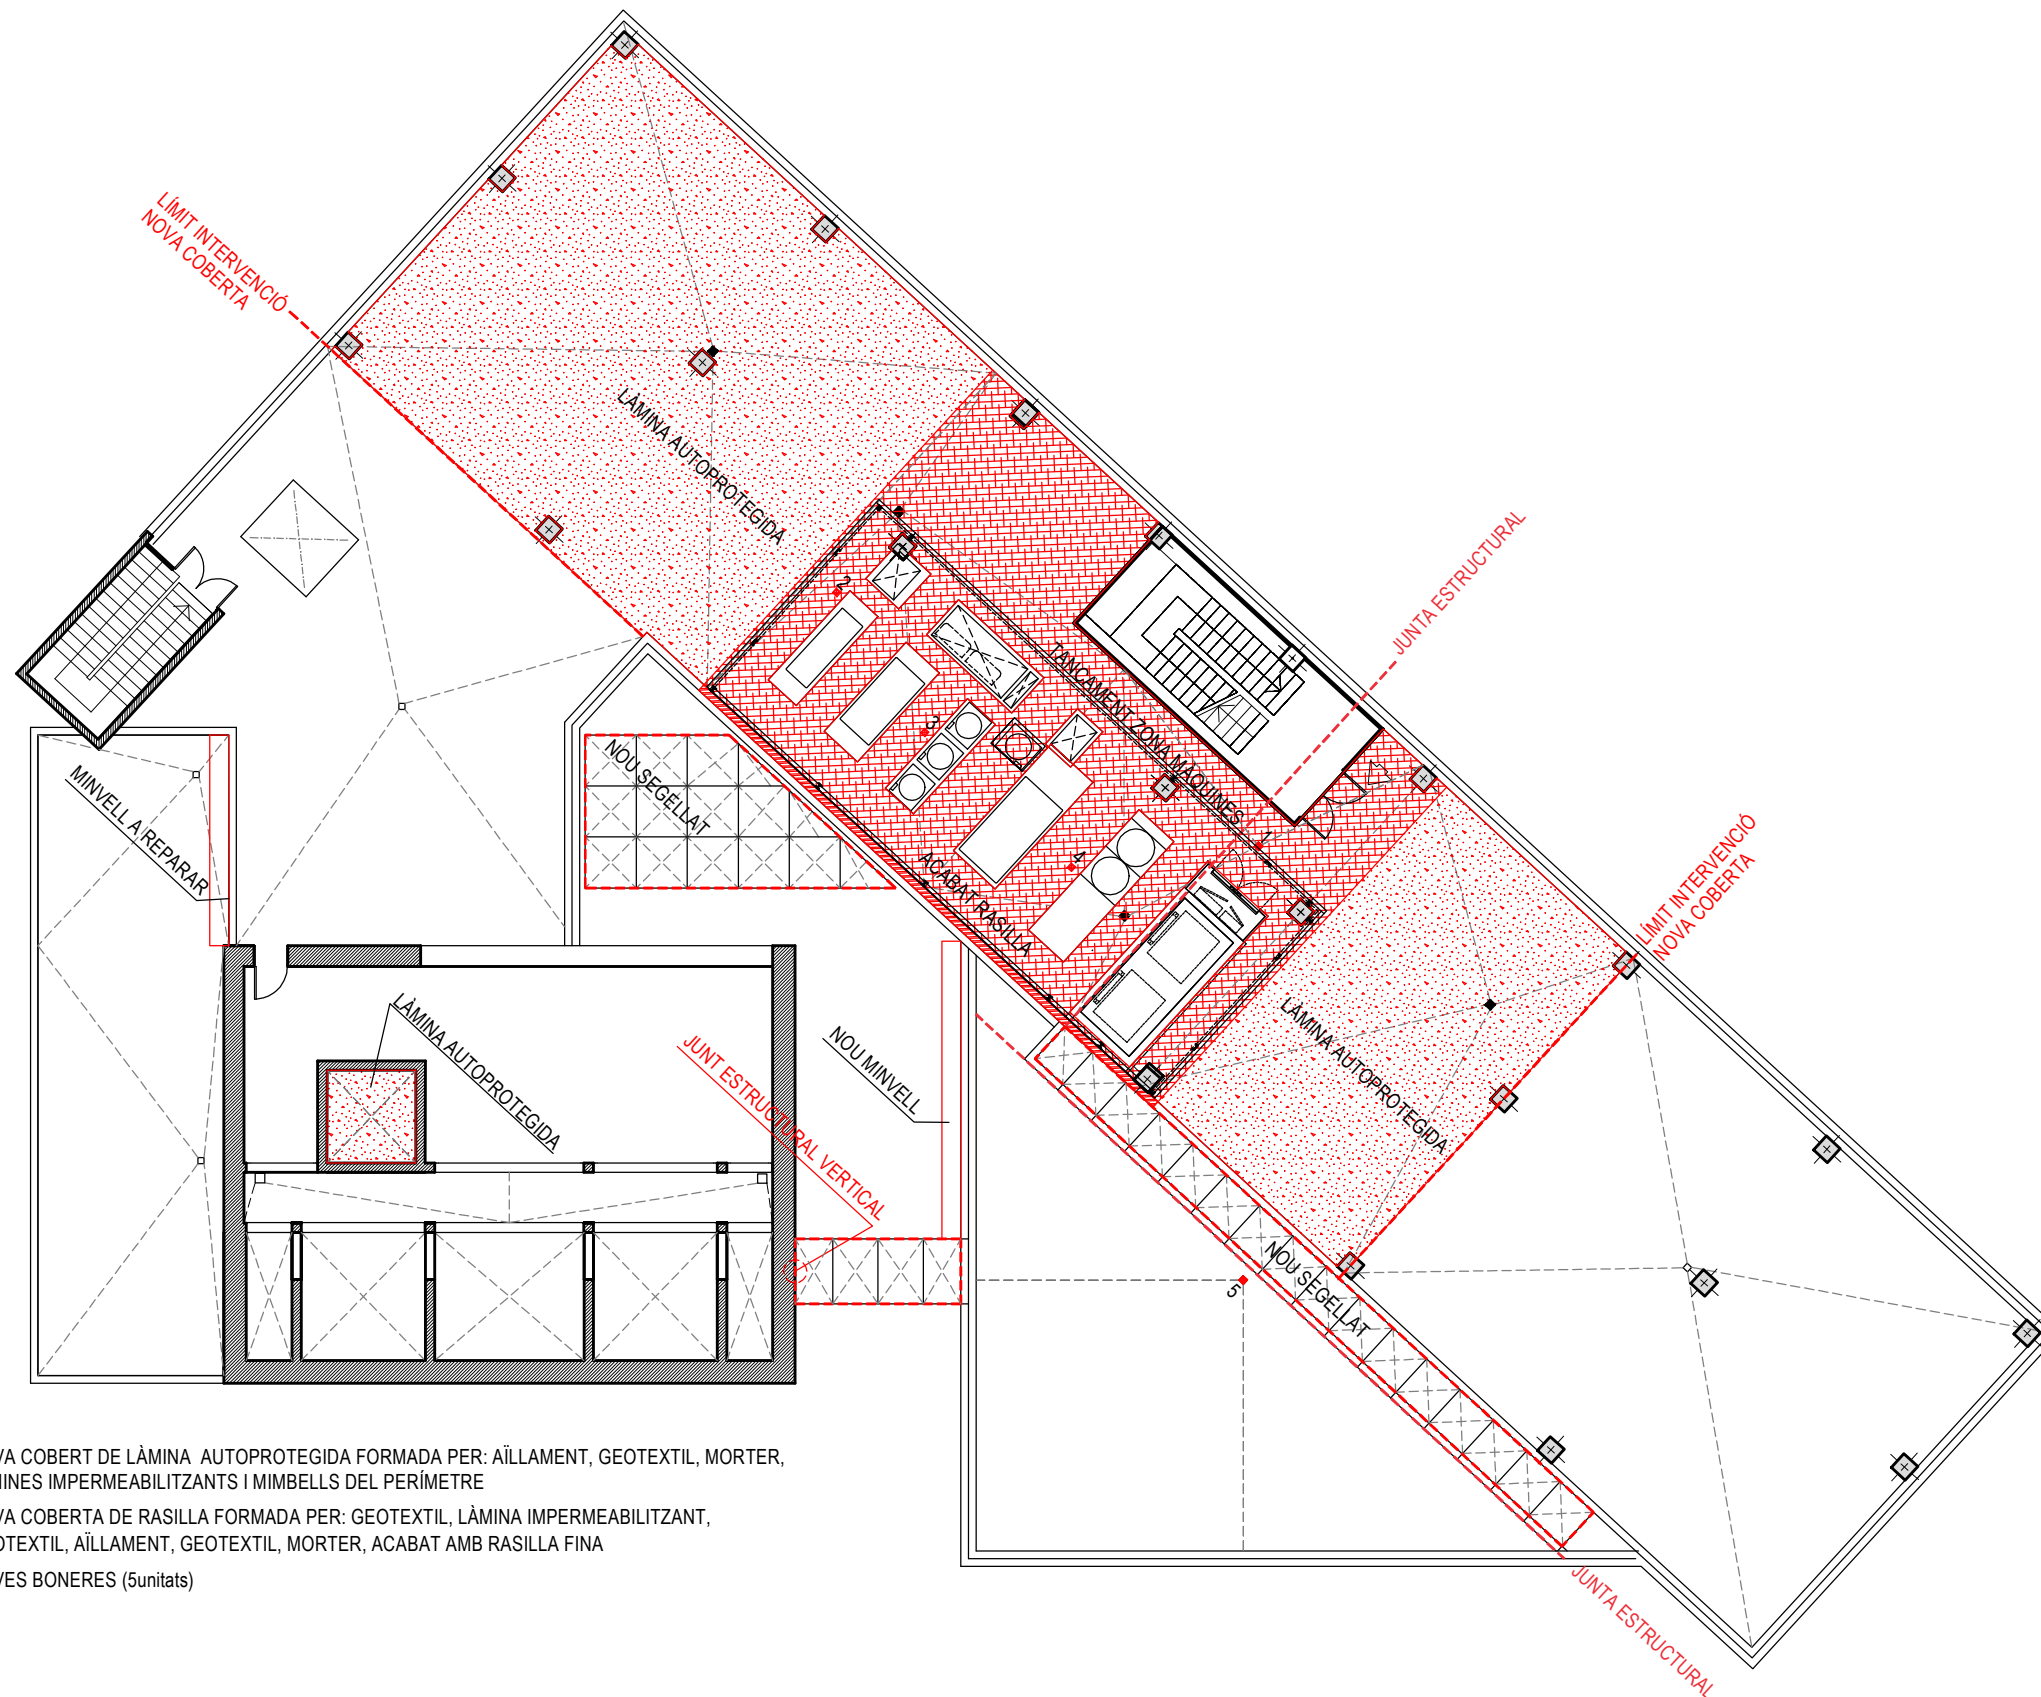 LÍMIT INTERVENCIÓ
NOVA COBERTA
LÀMINA AUTOPROTEGIDA
JUNTA ESTRUCTURAL
2
TANCAMENT ZONA MÀQUINES
3
NOU SEGELLAT
MINVELL A REPARAR
1
4
ACABAT RASILLA
LÍMIT INTERVENCIÓ
NOVA COBERTA
LÀMINA AUTOPROTEGIDA
LÀMINA AUTOPROTEGIDA
JUNT ESTRUCTURAL VERTICAL
NOU MINVELL
NOU SEGELLAT
5
VA COBERT DE LÀMINA AUTOPROTEGIDA FORMADA PER: AÏLLAMENT, GEOTEXTIL, MORTER,
MINES IMPERMEABILITZANTS I MIMBELLS DEL PERÍMETRE
VA COBERTA DE RASILLA FORMADA PER: GEOTEXTIL, LÀMINA IMPERMEABILITZANT,
OTEXTIL, AÏLLAMENT, GEOTEXTIL, MORTER, ACABAT AMB RASILLA FINA
VES BONERES (5unitats)
JUNTA ESTRUCTURAL